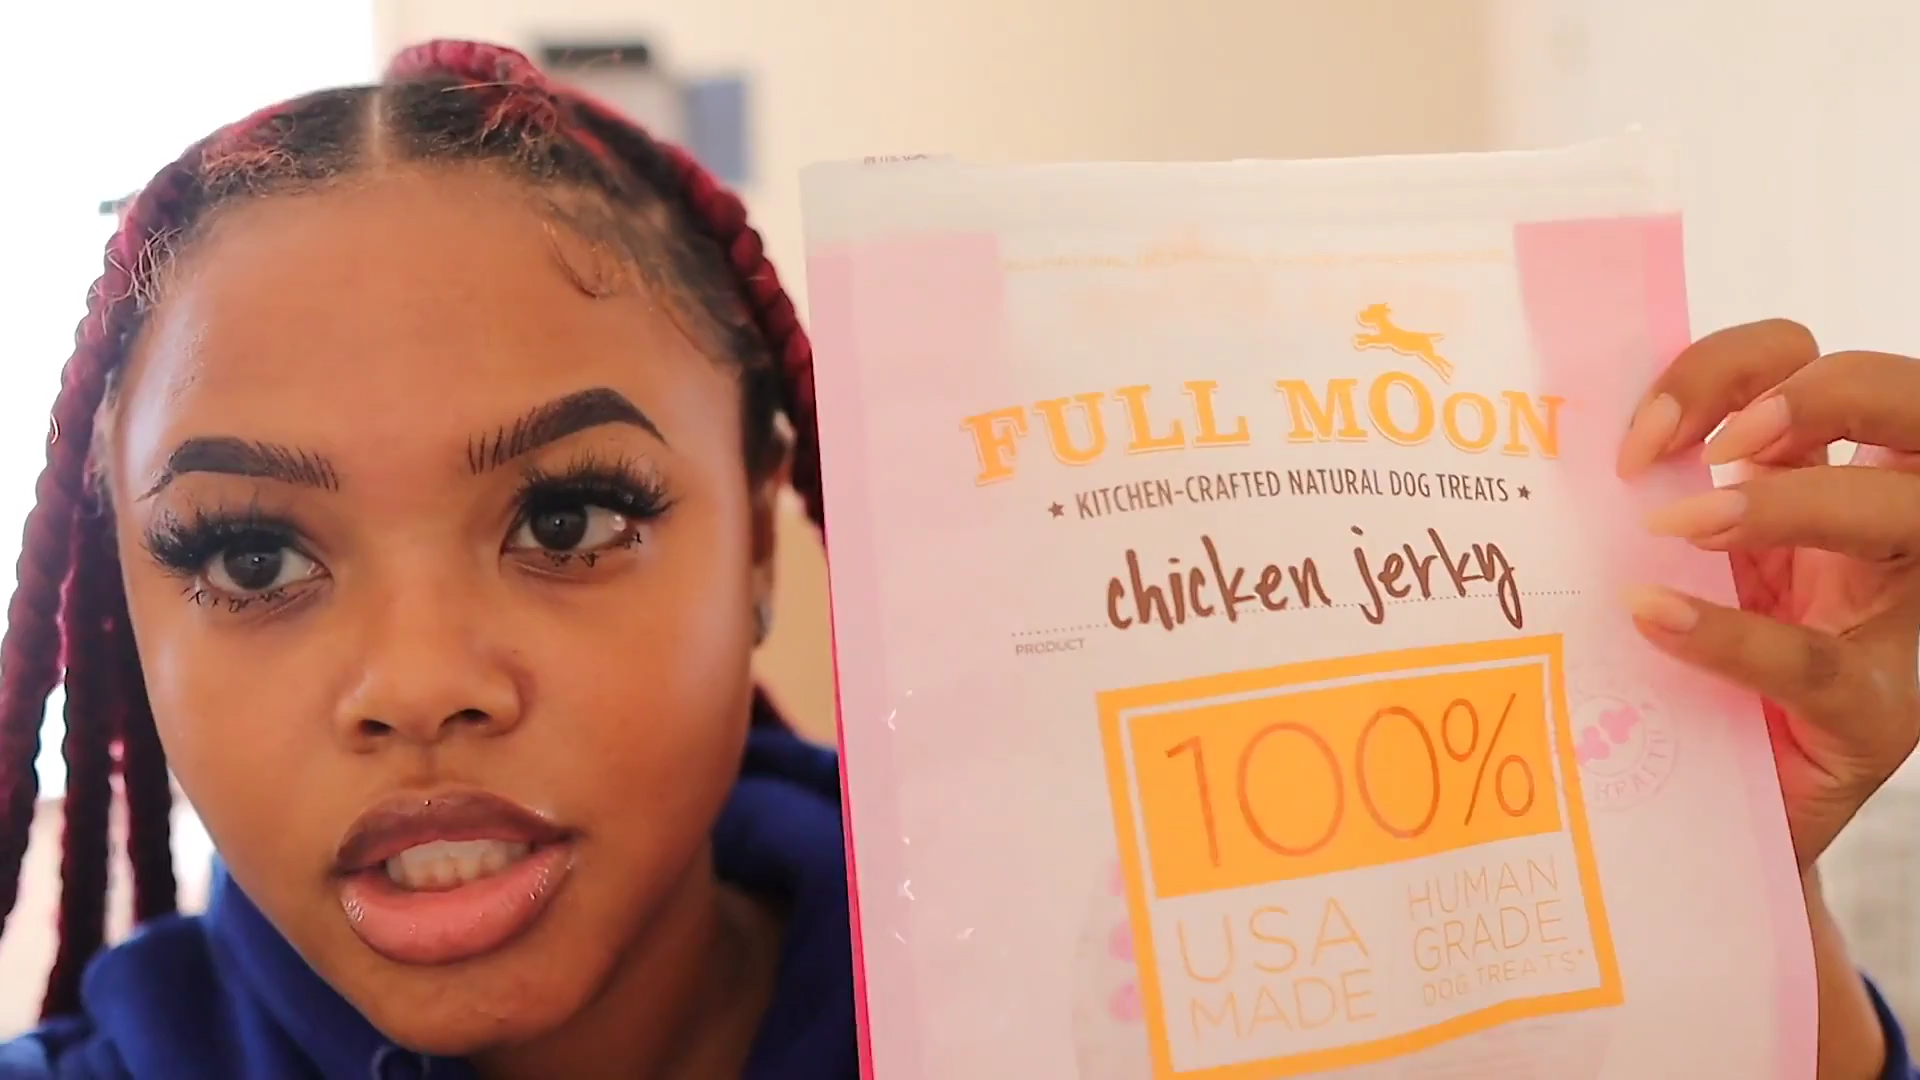 FULL MOON
★ KITCHEN-CRAFTED NATURAL DOG TREATS ★
chicken jerky
PRODUCT
100%
USA MADE
HUMAN GRADE
DOG TREATS*